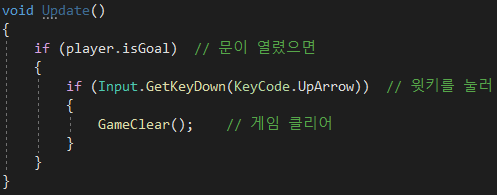 void Update()
{
if (player.isGoal)  // 문이 열렸으면
{
if (Input.GetKeyDown(KeyCode.UpArrow))  // 윗키를 눌러
{
GameClear();    // 게임 클리어
}
}
}